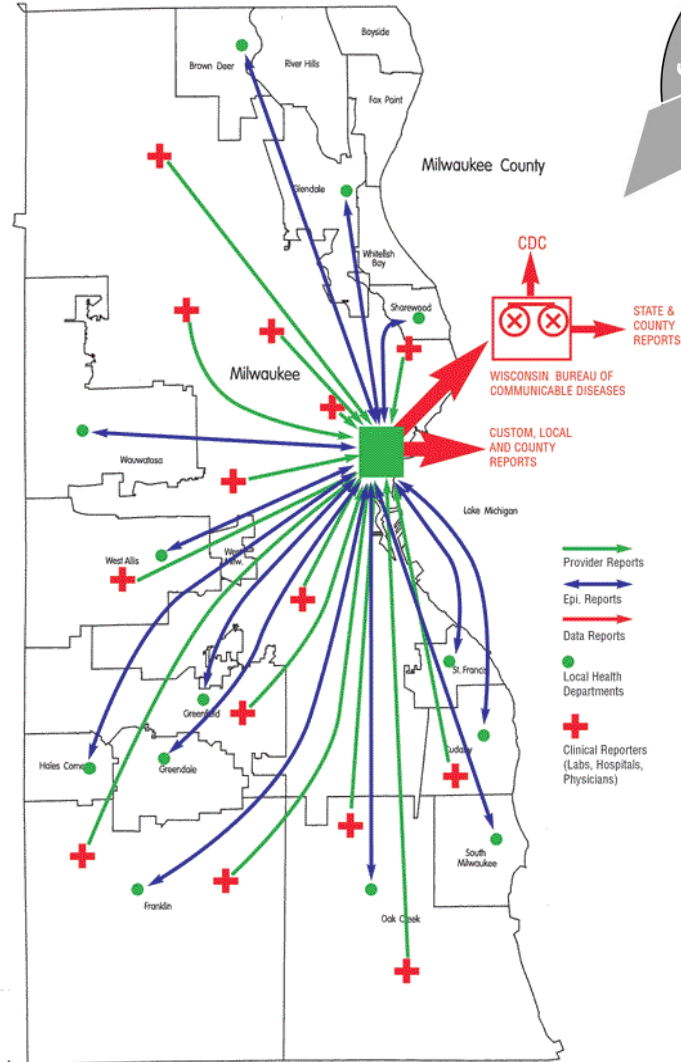 Bayside
Brown Deer
River Hills
Fox Point
Milwaukee County
Glendale
CDC
Whitefish
Bay
Shorewood
STATE &
COUNTY
REPORTS
Milwaukee
WISCONSIN BUREAU OF
COMMUNICABLE DISEASES
CUSTOM, LOCAL
AND COUNTY
REPORTS
Wauwatosa
Lake Michigan
West Allis
West
Milw.
Provider Reports
Epi. Reports
Data Reports
St. Francis
Local Health
Departments
Greenfield
Cudahy
Clinical Reporters
(Labs, Hospitals,
Physicians)
Hales Corners
Greendale
South
Milwaukee
Franklin
Oak Creek